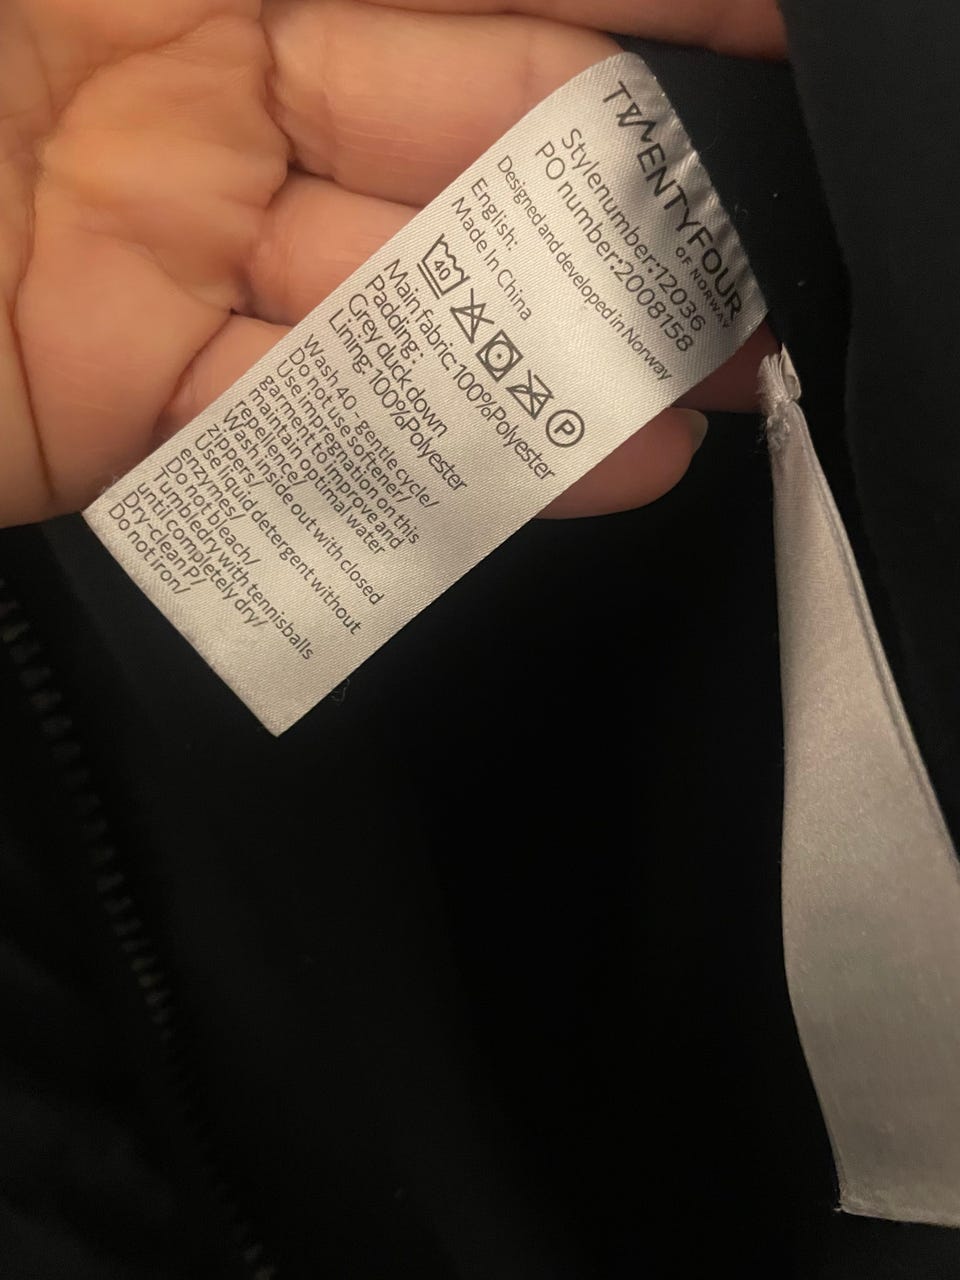 TWENTYFOUR
OF NORWAY
Stylenumber:12036
PO number:2008158
Designed and developed in Norway
English:
Made In China
40
P
Main fabric:100%Polyester
Padding:
Grey duck down
Lining: 100%Polyester
Wash 40 - gentle cycle/
Do not use softener/
Use impregnation on this
garment to improve and
maintain optimal water
repellence/
Wash inside out with closed
zippers/
Use liquid detergent without
enzymes/
Do not bleach/
Tumbledry with tennisballs
until completely dry/
Dry-clean P/
Do not iron/